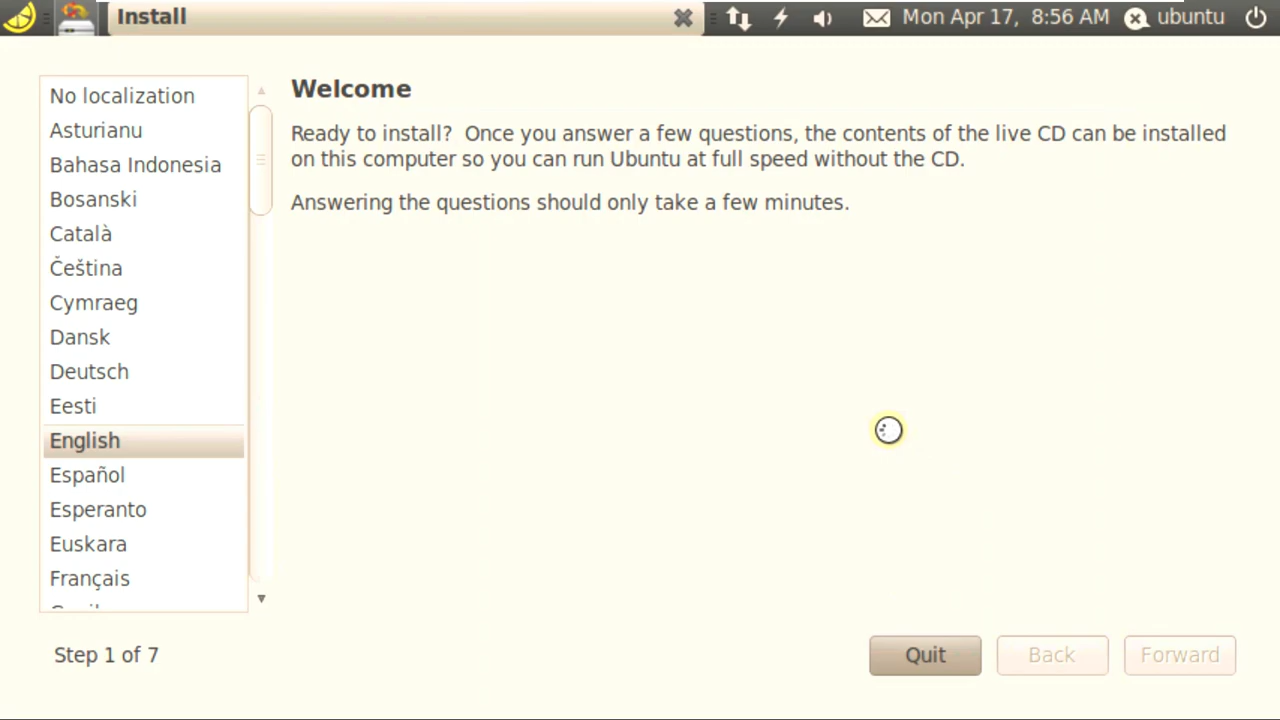 Install
Mon Apr 17, 8:56 AM
ubuntu
No localization
Asturianu
Bahasa Indonesia
Bosanski
Català
Čeština
Cymraeg
Dansk
Deutsch
Eesti
English
Español
Esperanto
Euskara
Français
Welcome
Ready to install?  Once you answer a few questions, the contents of the live CD can be installed
on this computer so you can run Ubuntu at full speed without the CD.
Answering the questions should only take a few minutes.
Step 1 of 7
Quit
Back
Forward